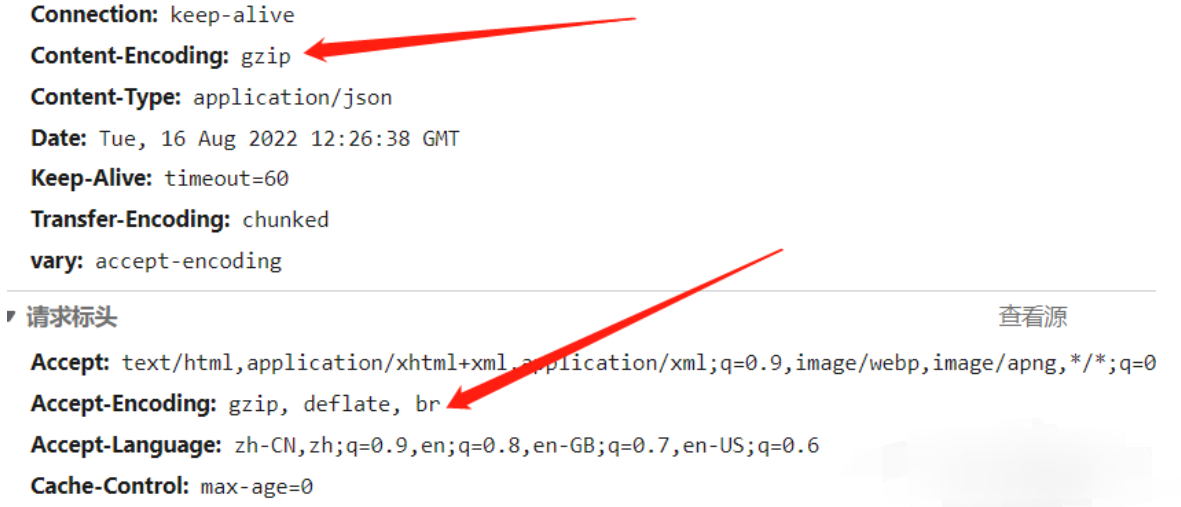 Connection: keep-alive
Content-Encoding: gzip
Content-Type: application/json
Date: Tue, 16 Aug 2022 12:26:38 GMT
Keep-Alive: timeout=60
Transfer-Encoding: chunked
vary: accept-encoding
请求标头 查看源
Accept: text/html,application/xhtml+xml,application/xml;q=0.9,image/webp,image/apng,*/*;q=0
Accept-Encoding: gzip, deflate, br
Accept-Language: zh-CN,zh;q=0.9,en;q=0.8,en-GB;q=0.7,en-US;q=0.6
Cache-Control: max-age=0